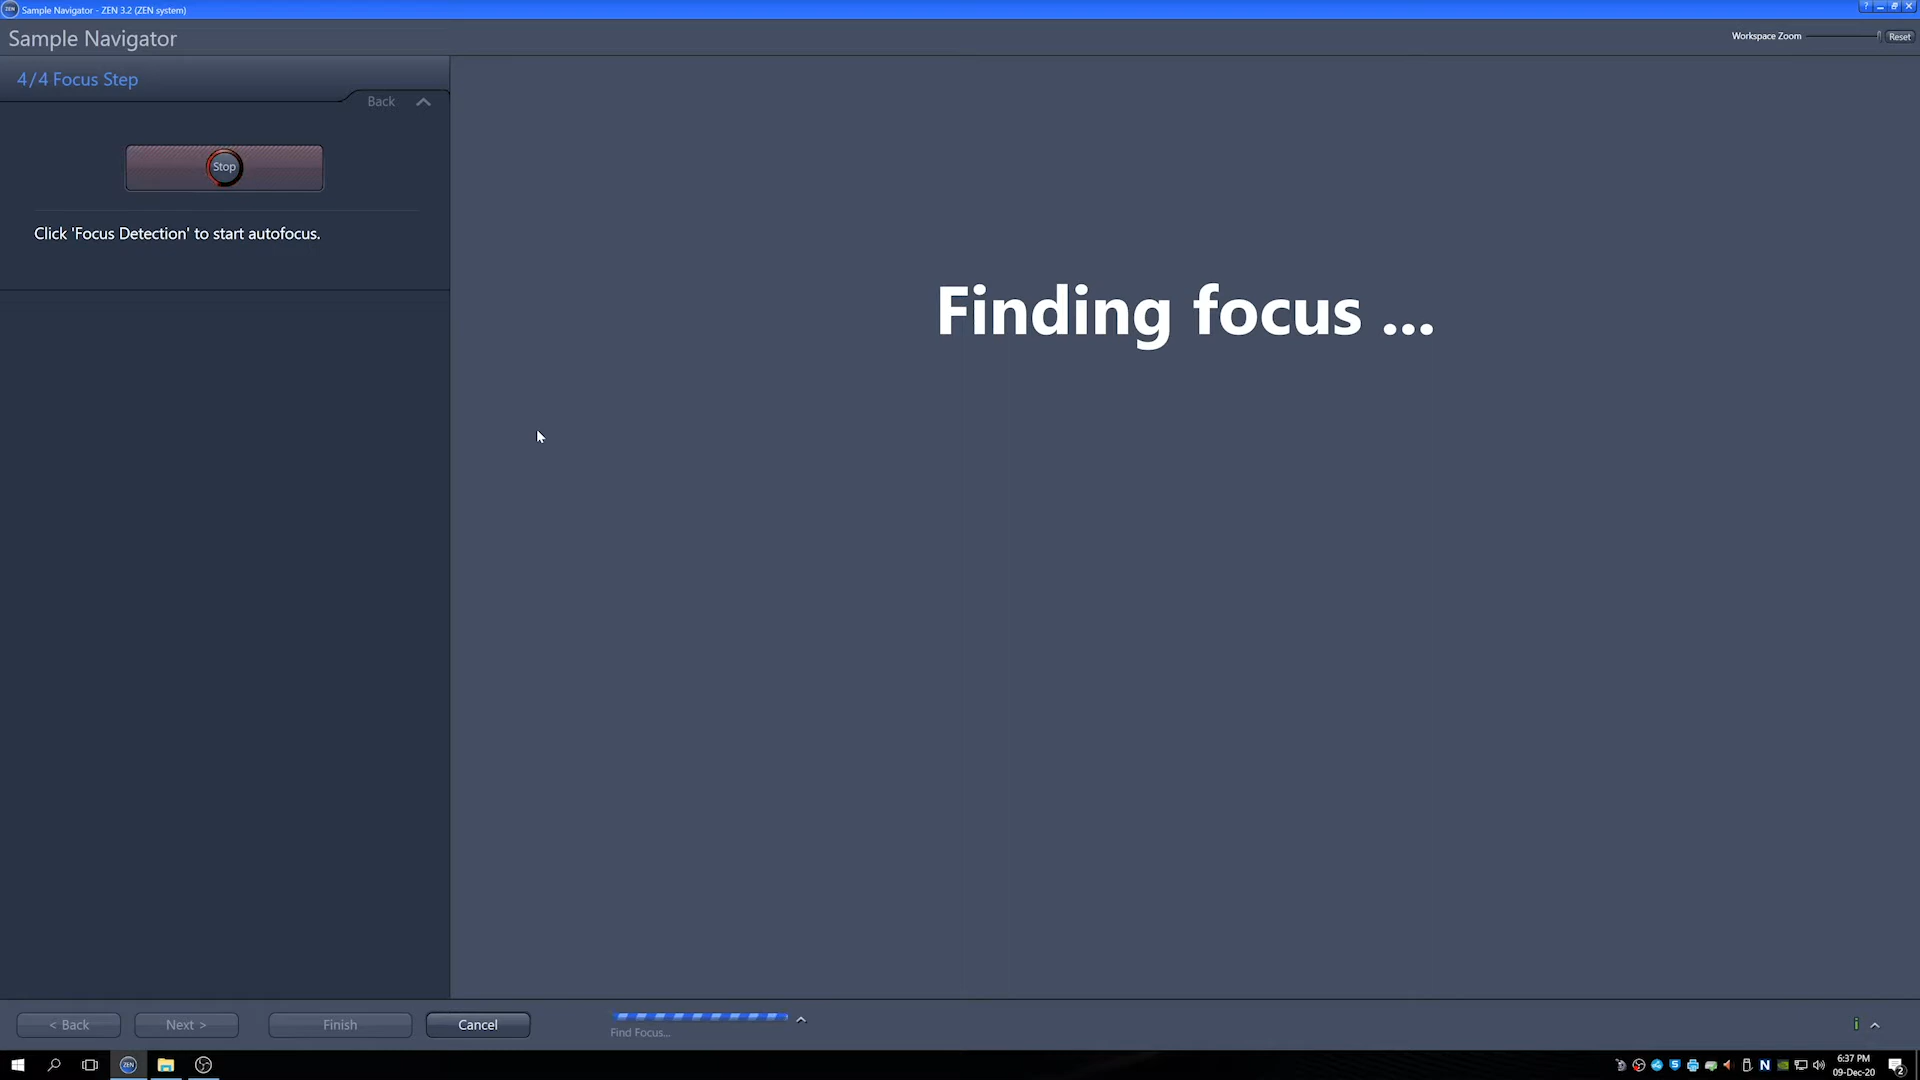 Sample Navigator - ZEN 3.2 (ZEN system)
Sample Navigator
Workspace Zoom
Reset
4/4 Focus Step
Back
Stop
Click 'Focus Detection' to start autofocus.
Finding focus ...
< Back
Next >
Finish
Cancel
Find Focus...
i
ZEN
6:37 PM
09-Dec-20
2